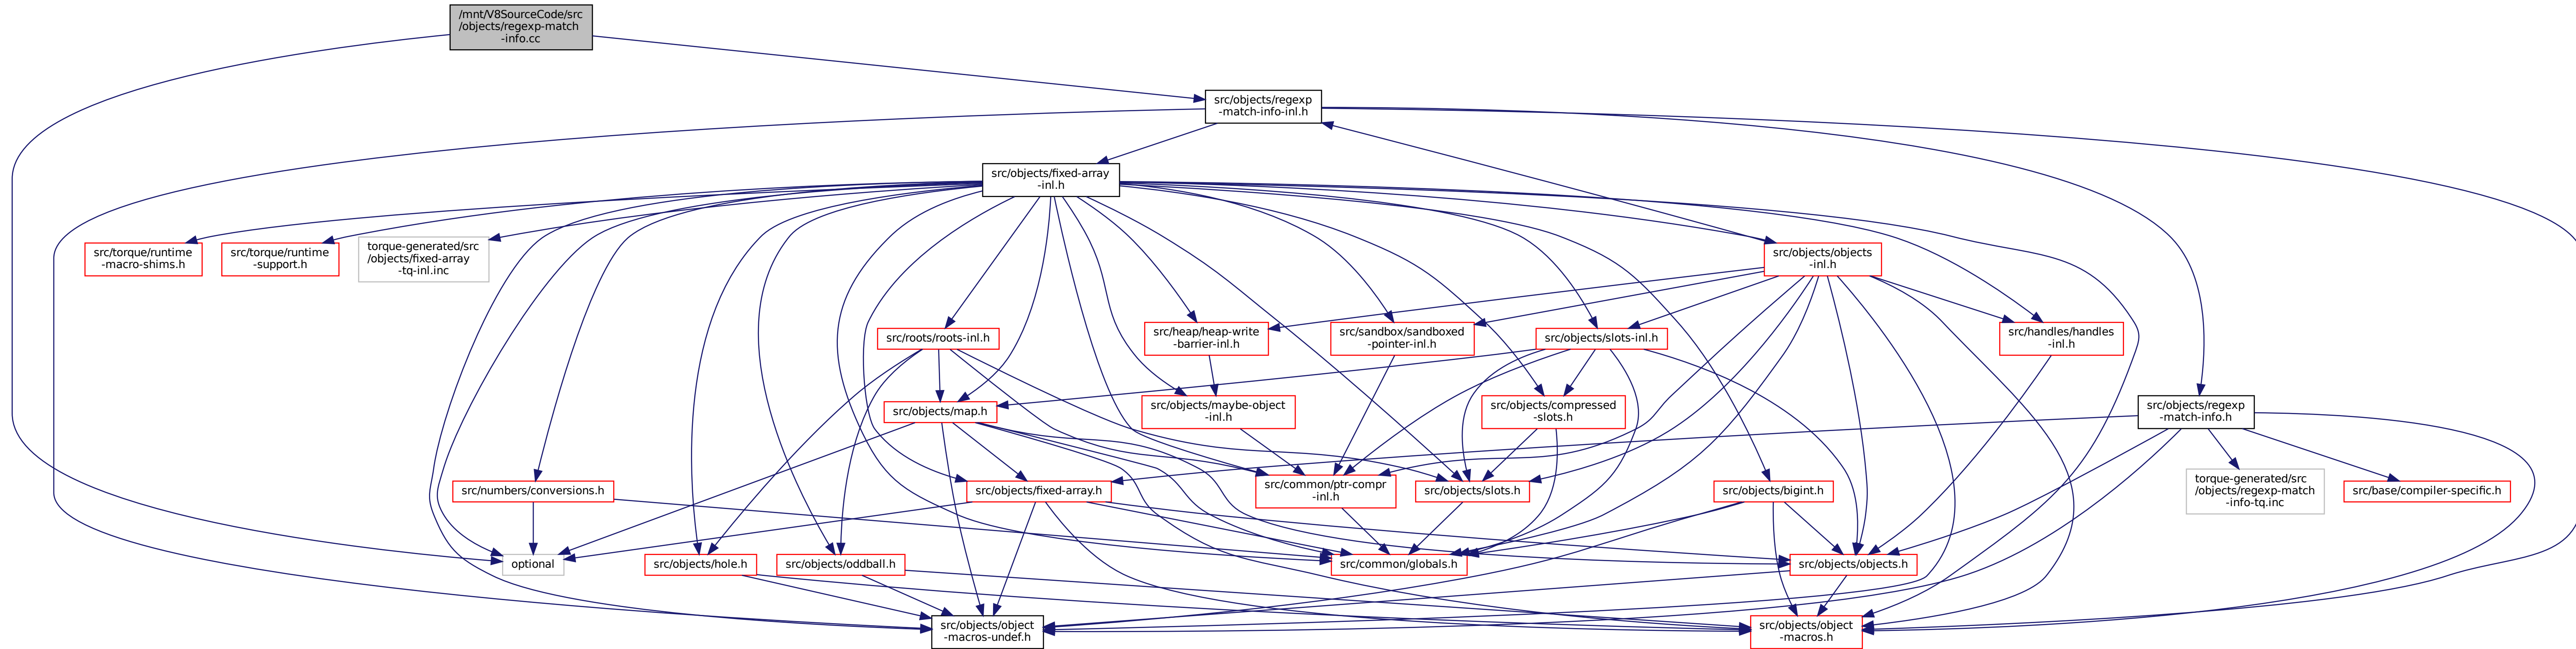 /mnt/V8SourceCode/src
/objects/regexp-match
-info.cc
src/objects/regexp
-match-info-inl.h
src/objects/fixed-array
-inl.h
src/torque/runtime
-macro-shims.h
src/torque/runtime
-support.h
torque-generated/src
/objects/fixed-array
-tq-inl.inc
src/objects/objects
-inl.h
src/roots/roots-inl.h
src/heap/heap-write
-barrier-inl.h
src/sandbox/sandboxed
-pointer-inl.h
src/objects/slots-inl.h
src/handles/handles
-inl.h
src/objects/map.h
src/objects/maybe-object
-inl.h
src/objects/compressed
-slots.h
src/objects/regexp
-match-info.h
src/numbers/conversions.h
src/objects/fixed-array.h
src/common/ptr-compr
-inl.h
src/objects/slots.h
src/objects/bigint.h
torque-generated/src
/objects/regexp-match
-info-tq.inc
src/base/compiler-specific.h
optional
src/objects/hole.h
src/objects/oddball.h
src/common/globals.h
src/objects/objects.h
src/objects/object
-macros-undef.h
src/objects/object
-macros.h